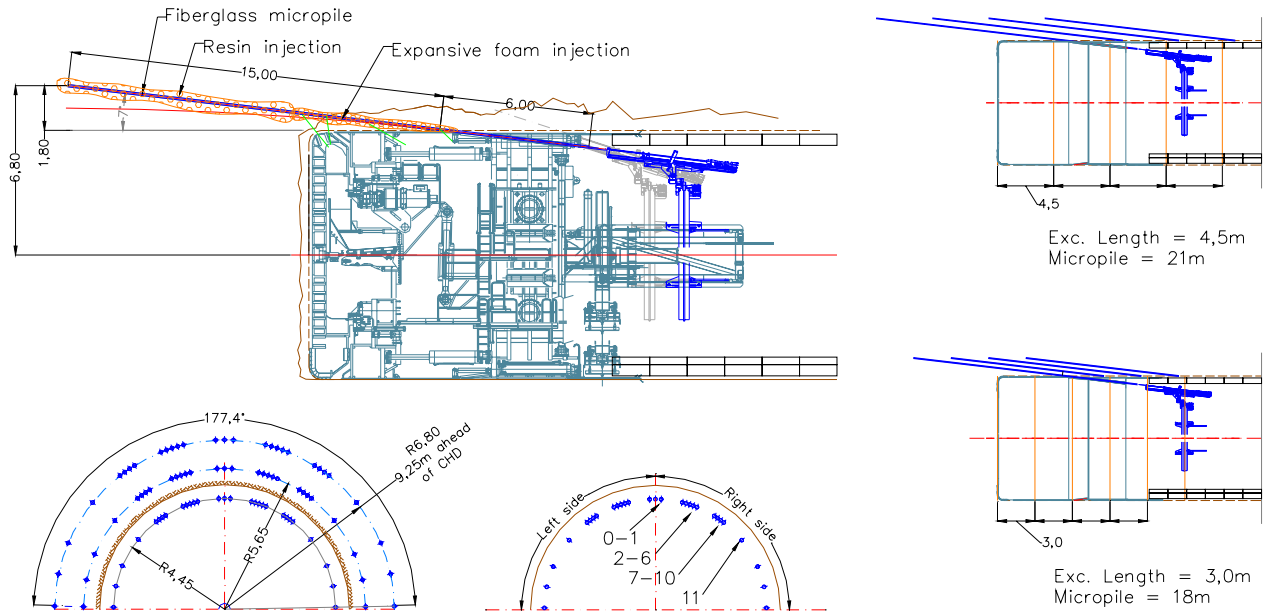 Fiberglass micropile
Resin injection
Expansive foam injection
15,00
6,00
6,80
1,80
4,5
Exc. Length = 4,5m
Micropile = 21m
3,0
Exc. Length = 3,0m
Micropile = 18m
177,4°
R6,80
9,25m ahead
of CHD
R5,65
R4,45
Left side
Right side
0-1
2-6
7-10
11